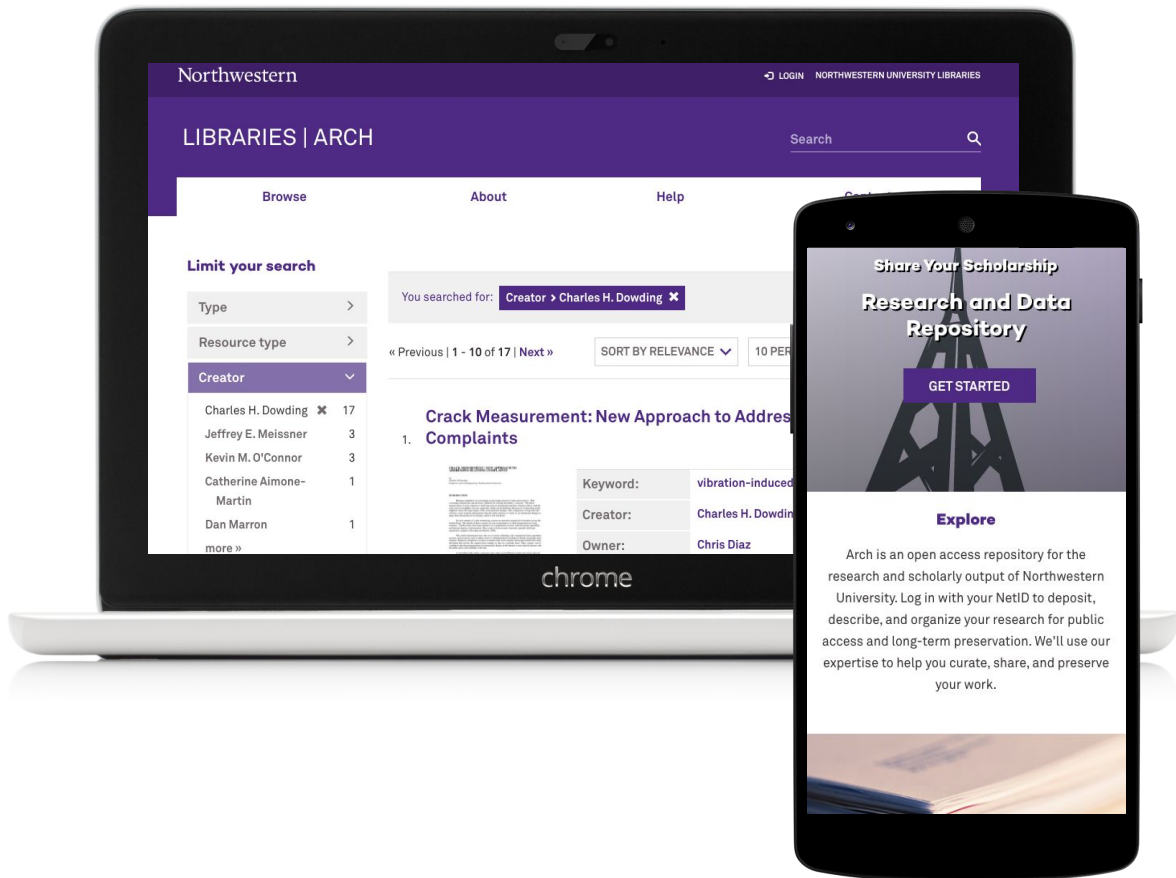 Northwestern
LOGIN NORTHWESTERN UNIVERSITY LIBRARIES
LIBRARIES | ARCH
Search
Browse About Help
Limit your search
Type
Resource type
Creator
Charles H. Dowding ✖ 17
Jeffrey E. Meissner 3
Kevin M. O'Connor 3
Catherine Aimone-
Martin 1
Dan Marron 1
more »
You searched for: Creator > Charles H. Dowding ✖
« Previous | 1 - 10 of 17 | Next »
SORT BY RELEVANCE 10 PER
Crack Measurement: New Approach to Addres
1. Complaints
Keyword: vibration-induced
Creator: Charles H. Dowdin
Owner: Chris Diaz
chrome
Share Your Scholarship
Research and Data
Repository
GET STARTED
Explore
Arch is an open access repository for the
research and scholarly output of Northwestern
University. Log in with your NetID to deposit,
describe, and organize your research for public
access and long-term preservation. We'll use our
expertise to help you curate, share, and preserve
your work.